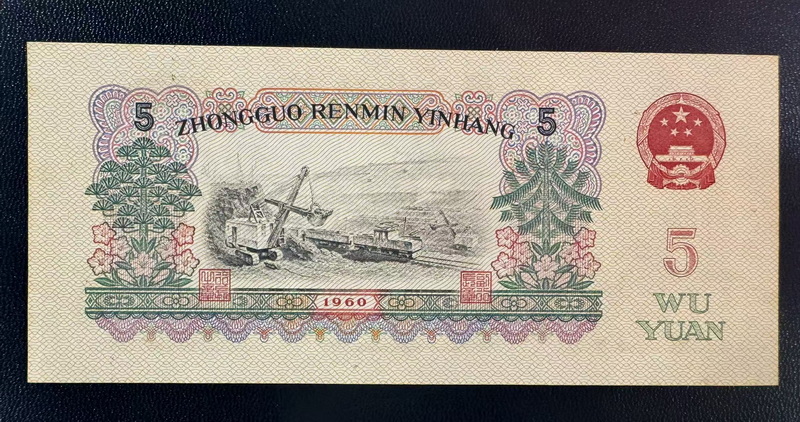 5 ZHONGGUO RENMIN YINHANG 5
1960
5
WU
YUAN